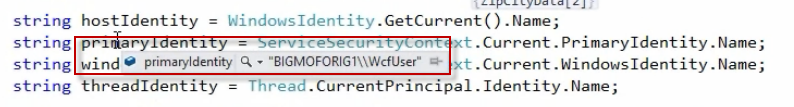 {ZipCityData[2]}
string hostIdentity = WindowsIdentity.GetCurrent().Name;
string primaryIdentity = ServiceSecurityContext.Current.PrimaryIdentity.Name;
string wind
primaryIdentity "BIGMOFORIG1\\WcfUser"
xt.Current.WindowsIdentity.Name;
string threadIdentity = Thread.CurrentPrincipal.Identity.Name;